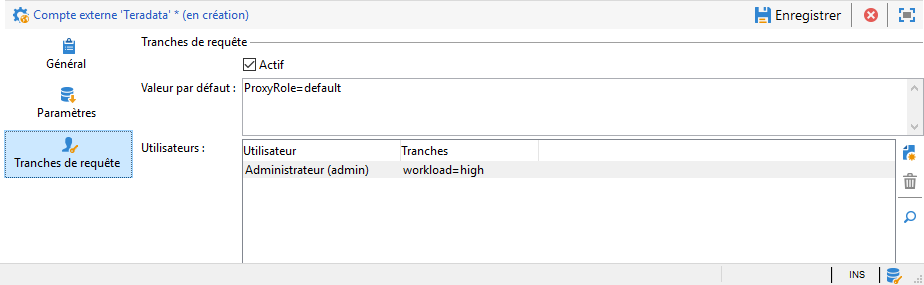 Compte externe 'Teradata' * (en création)
Enregistrer
Général
Paramètres
Tranches de requête
Tranches de requête
Actif
Valeur par défaut :
ProxyRole=default
Utilisateurs :
Utilisateur Tranches
Administrateur (admin) workload=high
INS